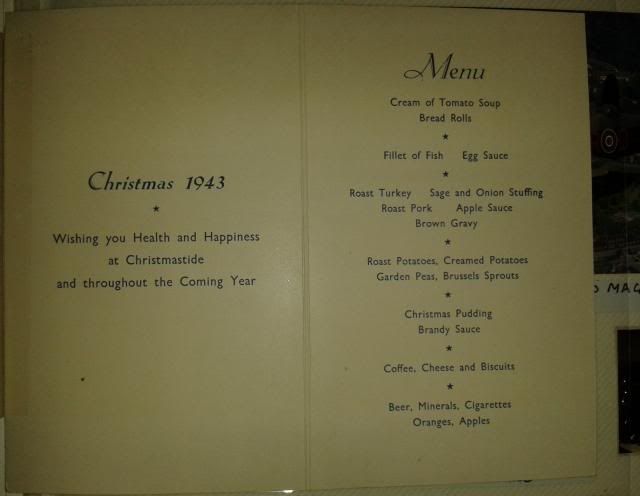 Christmas 1943
★
Wishing you Health and Happiness
at Christmastide
and throughout the Coming Year
Menu
Cream of Tomato Soup
Bread Rolls
★
Fillet of Fish Egg Sauce
★
Roast Turkey Sage and Onion Stuffing
Roast Pork Apple Sauce
Brown Gravy
★
Roast Potatoes, Creamed Potatoes
Garden Peas, Brussels Sprouts
★
Christmas Pudding
Brandy Sauce
★
Coffee, Cheese and Biscuits
★
Beer, Minerals, Cigarettes
Oranges, Apples